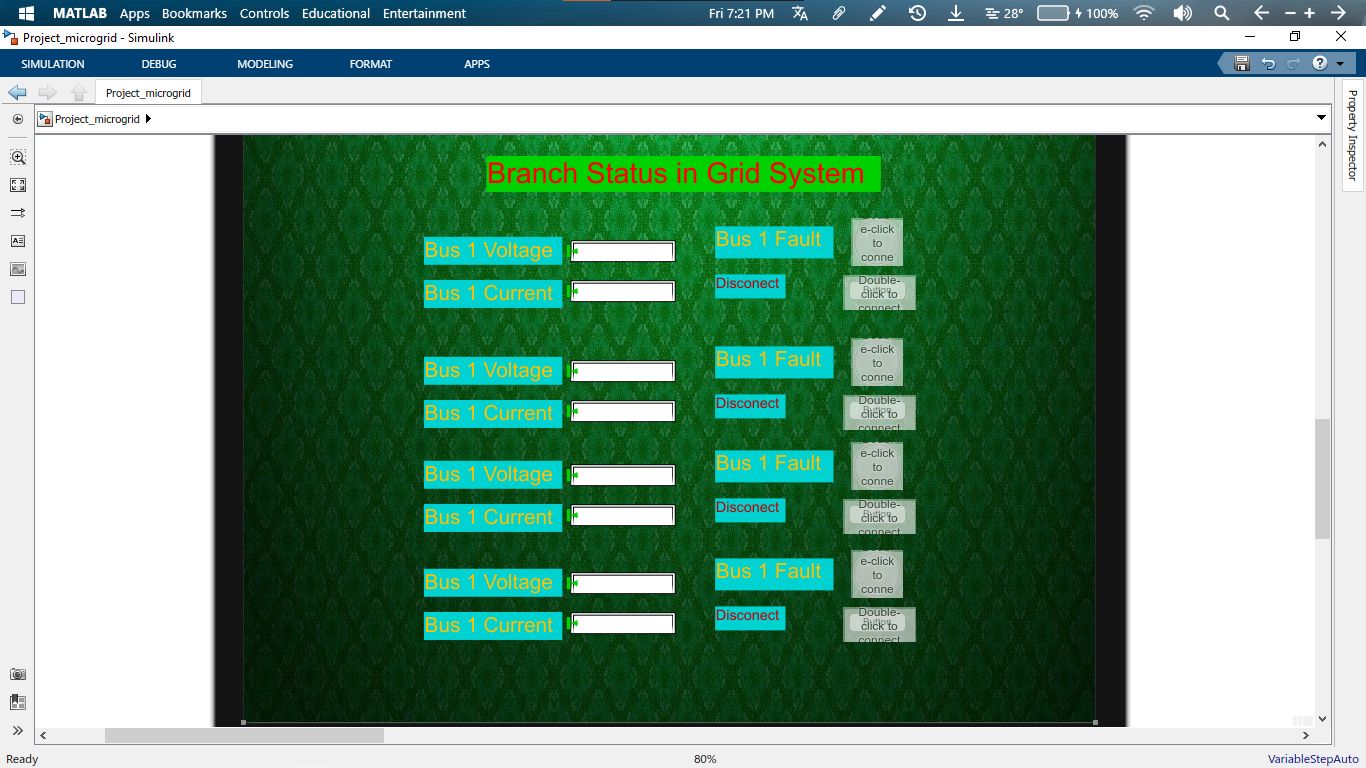 MATLAB Apps Bookmarks Controls Educational Entertainment Fri 7:21 PM 28° 100%
Project_microgrid - Simulink
SIMULATION DEBUG MODELING FORMAT APPS
Project_microgrid
Project_microgrid
Property Inspector
Branch Status in Grid System
Bus 1 Voltage
Bus 1 Current
Bus 1 Fault
Disconect
e-click
to
conne
Double-
click to
connect
Button
Bus 1 Voltage
Bus 1 Current
Bus 1 Fault
Disconect
e-click
to
conne
Double-
click to
connect
Button
Bus 1 Voltage
Bus 1 Current
Bus 1 Fault
Disconect
e-click
to
conne
Double-
click to
connect
Button
Bus 1 Voltage
Bus 1 Current
Bus 1 Fault
Disconect
e-click
to
conne
Double-
click to
connect
Button
Ready 80% VariableStepAuto